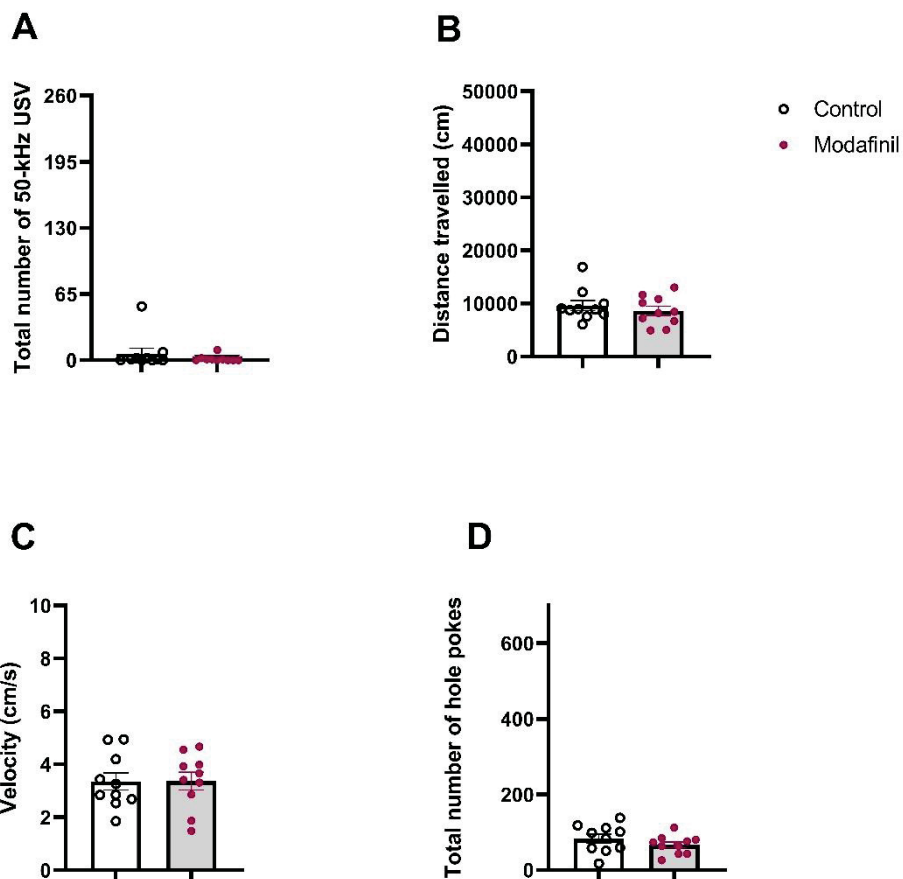 A
B
Total number of 50-kHz USV
260
195
130
65
0
Distance travelled (cm)
50000
40000
30000
20000
10000
0
Control
Modafinil
C
D
Velocity (cm/s)
10
8
6
4
2
0
Total number of hole pokes
600
400
200
0